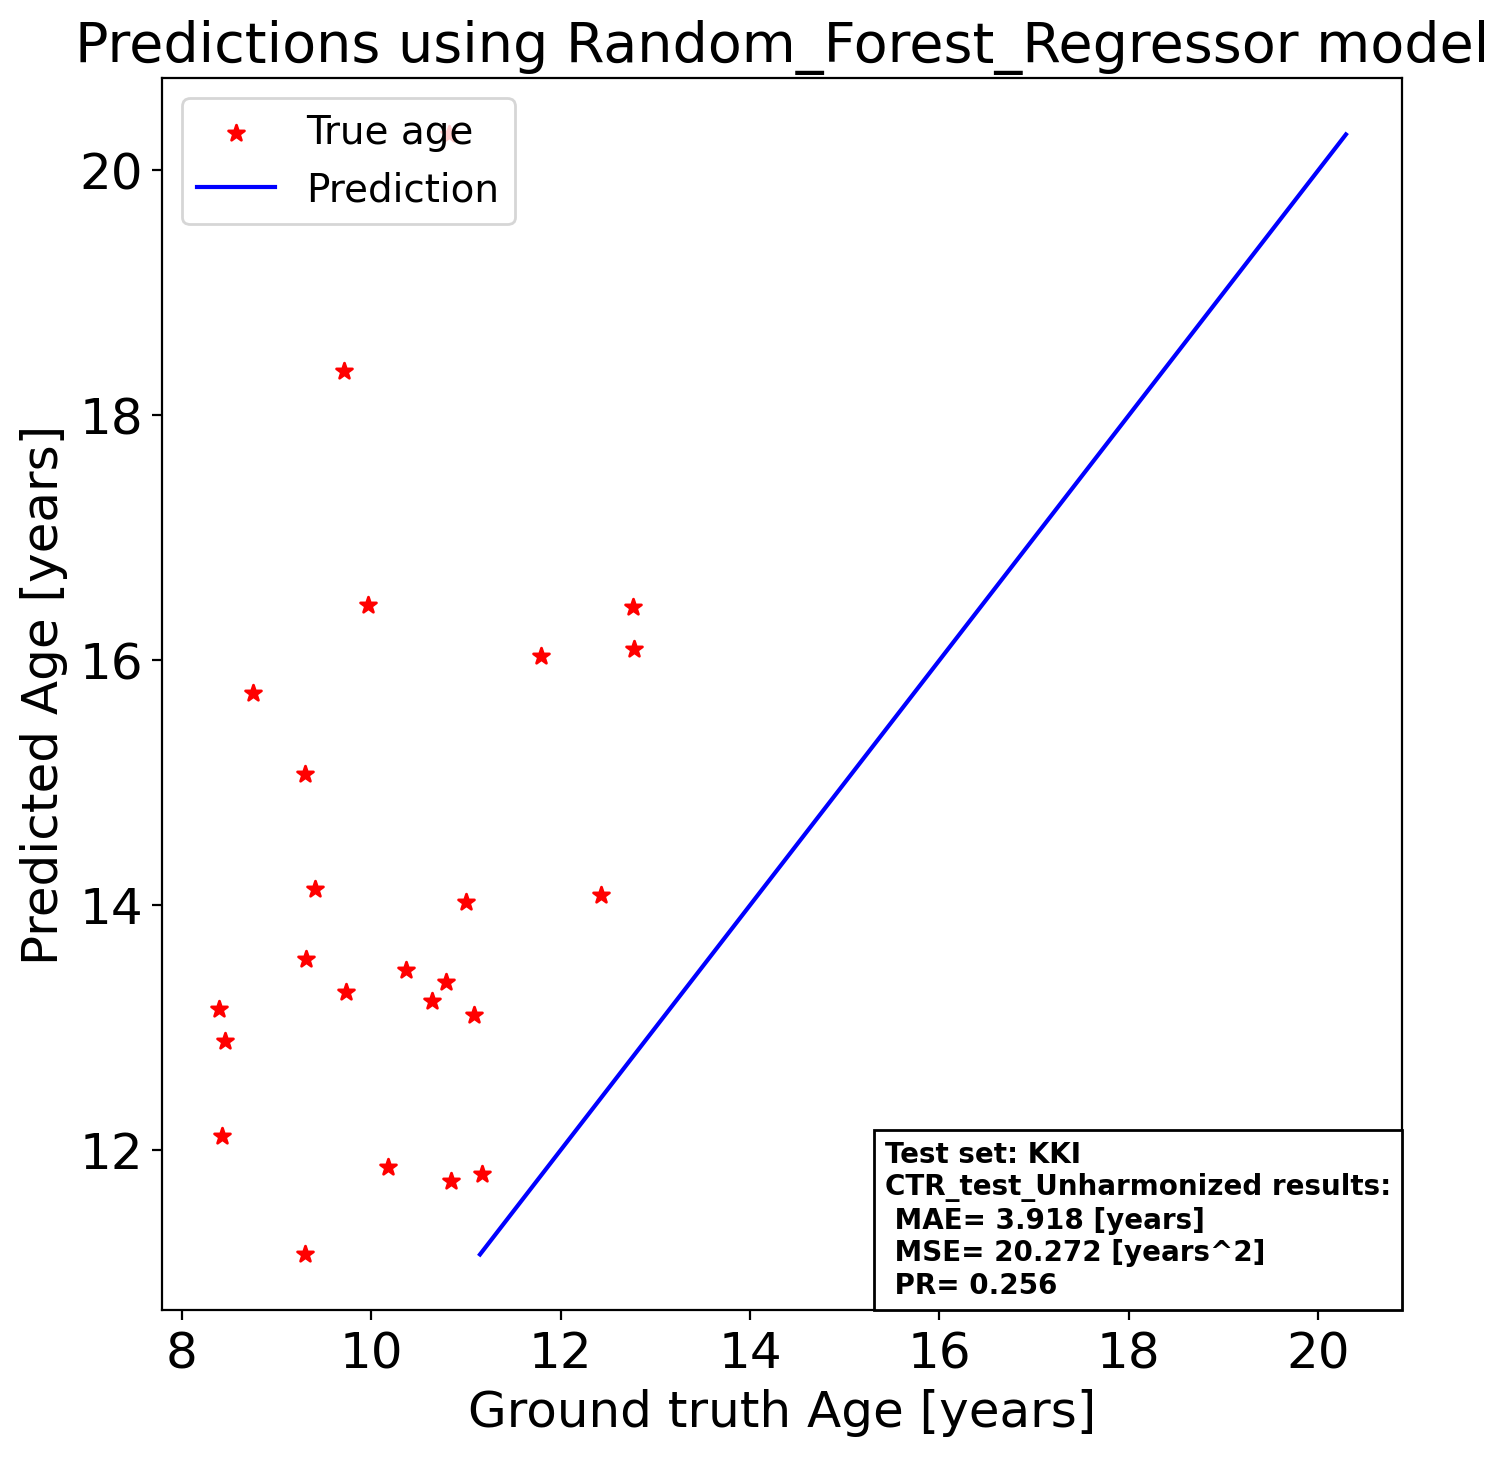 Predictions using Random_Forest_Regressor model
True age
Prediction
20
18
16
14
12
Predicted Age [years]
8
10
12
14
16
18
20
Ground truth Age [years]
Test set: KKI
CTR_test_Unharmonized results:
MAE= 3.918 [years]
MSE= 20.272 [years^2]
PR= 0.256